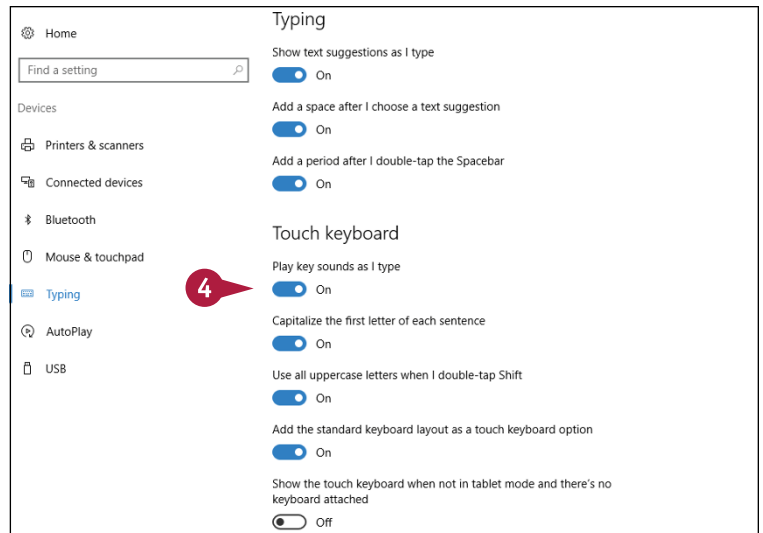 Home
Find a setting
Devices
Printers & scanners
Connected devices
Bluetooth
Mouse & touchpad
Typing
AutoPlay
USB
Typing
Show text suggestions as I type
On
Add a space after I choose a text suggestion
On
Add a period after I double-tap the Spacebar
On
Touch keyboard
Play key sounds as I type
4
On
Capitalize the first letter of each sentence
On
Use all uppercase letters when I double-tap Shift
On
Add the standard keyboard layout as a touch keyboard option
On
Show the touch keyboard when not in tablet mode and there's no
keyboard attached
Off